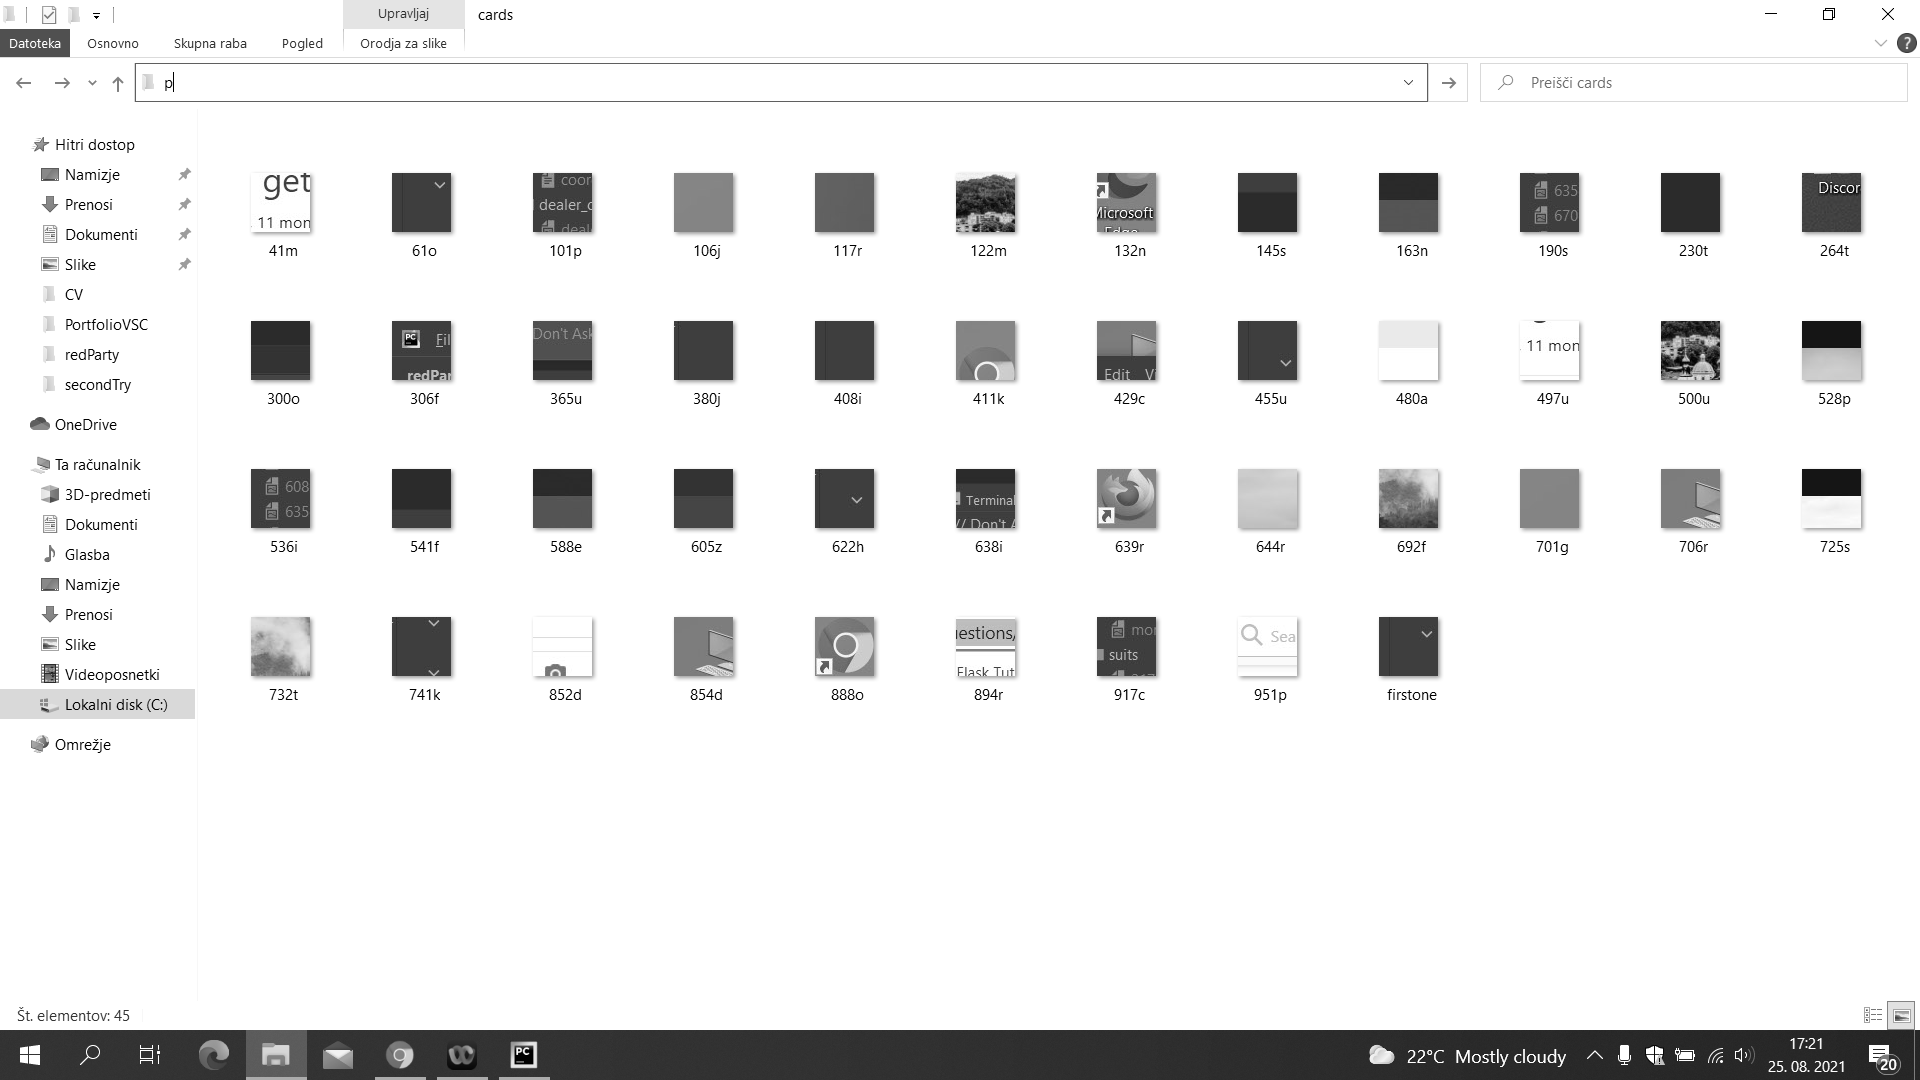 Upravljaj
cards
Datoteka
Osnovno
Skupna raba
Pogled
Orodja za slike
p
Preišči cards
Hitri dostop
Namizje
Prenosi
Dokumenti
Slike
CV
PortfolioVSC
redParty
secondTry
OneDrive
Ta računalnik
3D-predmeti
Dokumenti
Glasba
Namizje
Prenosi
Slike
Videoposnetki
Lokalni disk (C:)
Omrežje
get
11 mon
41m
61o
coor
dealer_c
deal
101p
106j
117r
122m
Microsoft
Edge
132n
145s
163n
635
670
190s
230t
Discor
264t
300o
PC
Fil
redPar
306f
Don't Ask
365u
380j
408i
411k
Edit Vi
429c
455u
480a
11 mon
497u
500u
528p
608
635
536i
541f
588e
605z
622h
Terminal
// Don't A
638i
639r
644r
692f
701g
706r
725s
732t
741k
852d
854d
888o
uestions/
Flask Tut
894r
mor
suits
917c
Sea
951p
firstone
Št. elementov: 45
PC
22°C Mostly cloudy
17:21
25. 08. 2021
20